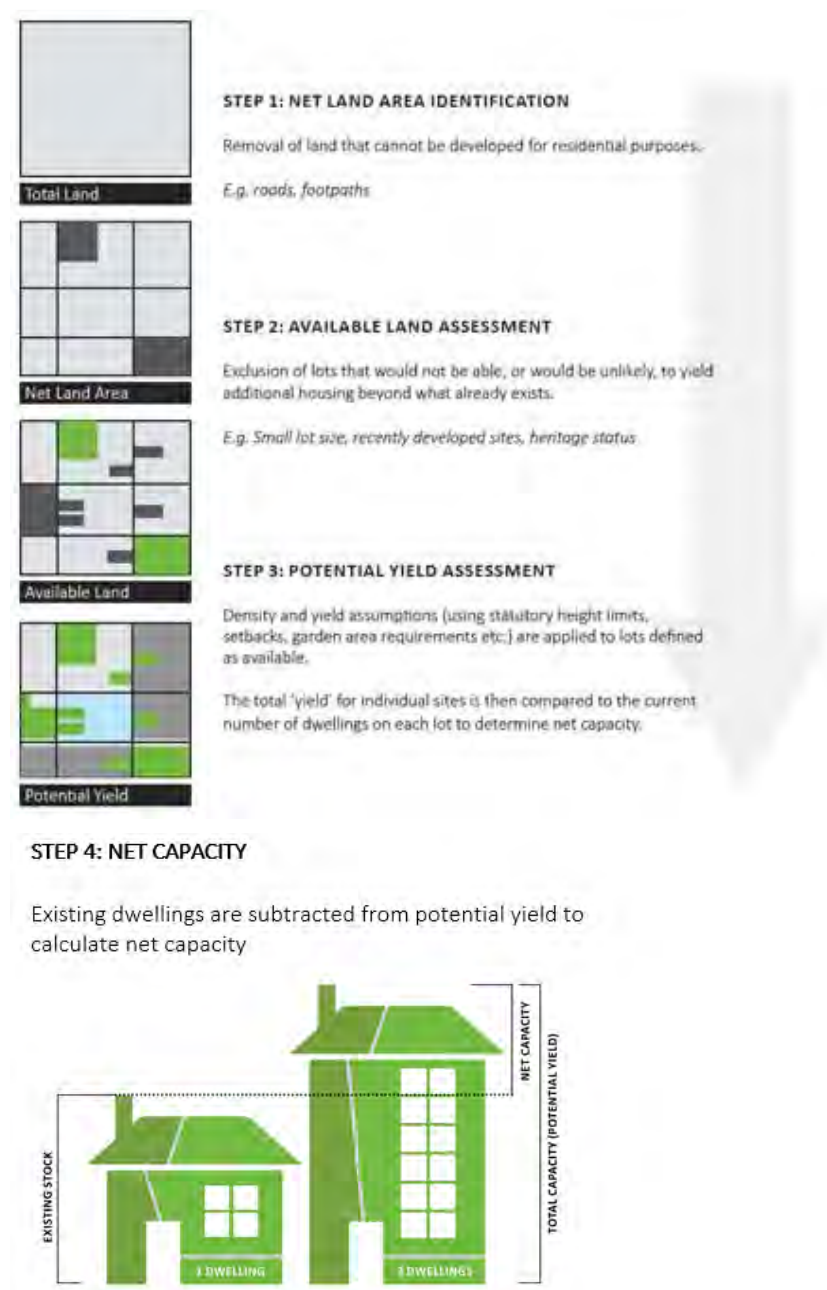 Total Land
STEP 1: NET LAND AREA IDENTIFICATION
Removal of land that cannot be developed for residential purposes.
E.g. roads, footpaths
Net Land Area
STEP 2: AVAILABLE LAND ASSESSMENT
Exclusion of lots that would not be able, or would be unlikely, to yield
additional housing beyond what already exists.
E.g. Small lot size, recently developed sites, heritage status
Available Land
STEP 3: POTENTIAL YIELD ASSESSMENT
Density and yield assumptions (using statutory height limits,
setbacks, garden area requirements etc.) are applied to lots defined
as available.
The total 'yield' for individual sites is then compared to the current
number of dwellings on each lot to determine net capacity.
Potential Yield
STEP 4: NET CAPACITY
Existing dwellings are subtracted from potential yield to
calculate net capacity
EXISTING STOCK
1 DWELLING
3 DWELLINGS
NET CAPACITY
TOTAL CAPACITY (POTENTIAL YIELD)